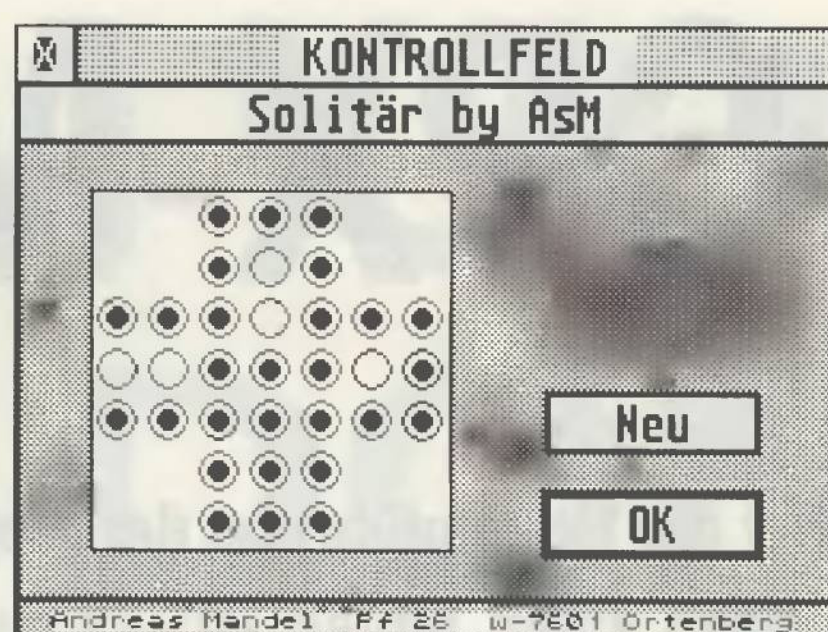 KONTROLLFELD
Solitär by AsM
Neu
OK
Andreas Mandel Pf 26 W-7601 Ortenberg